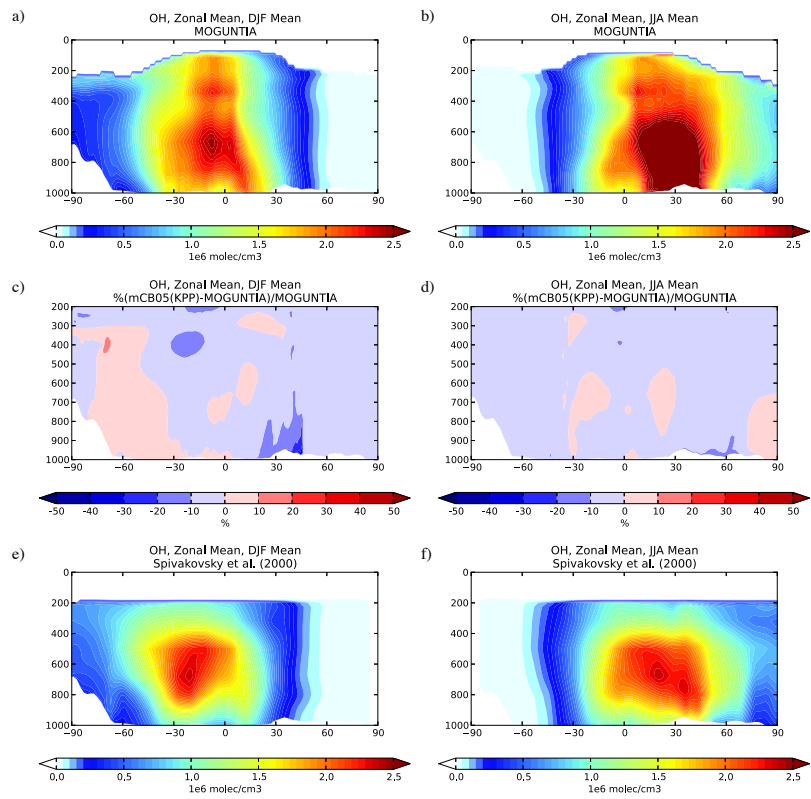 a)
OH, Zonal Mean, DJF Mean
MOGUNTIA
0
200
400
600
800
1000
−90 −60 −30 0 30 60 90
0.0 0.5 1.0 1.5 2.0 2.5
1e6 molec/cm3
b)
OH, Zonal Mean, JJA Mean
MOGUNTIA
0
200
400
600
800
1000
−90 −60 −30 0 30 60 90
0.0 0.5 1.0 1.5 2.0 2.5
1e6 molec/cm3
c)
OH, Zonal Mean, DJF Mean
%(mCB05(KPP)-MOGUNTIA)/MOGUNTIA
200
300
400
500
600
700
800
900
1000
−90 −60 −30 0 30 60 90
-50 -40 -30 -20 -10 0 10 20 30 40 50
%
d)
OH, Zonal Mean, JJA Mean
%(mCB05(KPP)-MOGUNTIA)/MOGUNTIA
200
300
400
500
600
700
800
900
1000
−90 −60 −30 0 30 60 90
-50 -40 -30 -20 -10 0 10 20 30 40 50
%
e)
OH, Zonal Mean, DJF Mean
Spivakovsky et al. (2000)
0
200
400
600
800
1000
−90 −60 −30 0 30 60 90
0.0 0.5 1.0 1.5 2.0 2.5
1e6 molec/cm3
f)
OH, Zonal Mean, JJA Mean
Spivakovsky et al. (2000)
0
200
400
600
800
1000
−90 −60 −30 0 30 60 90
0.0 0.5 1.0 1.5 2.0 2.5
1e6 molec/cm3